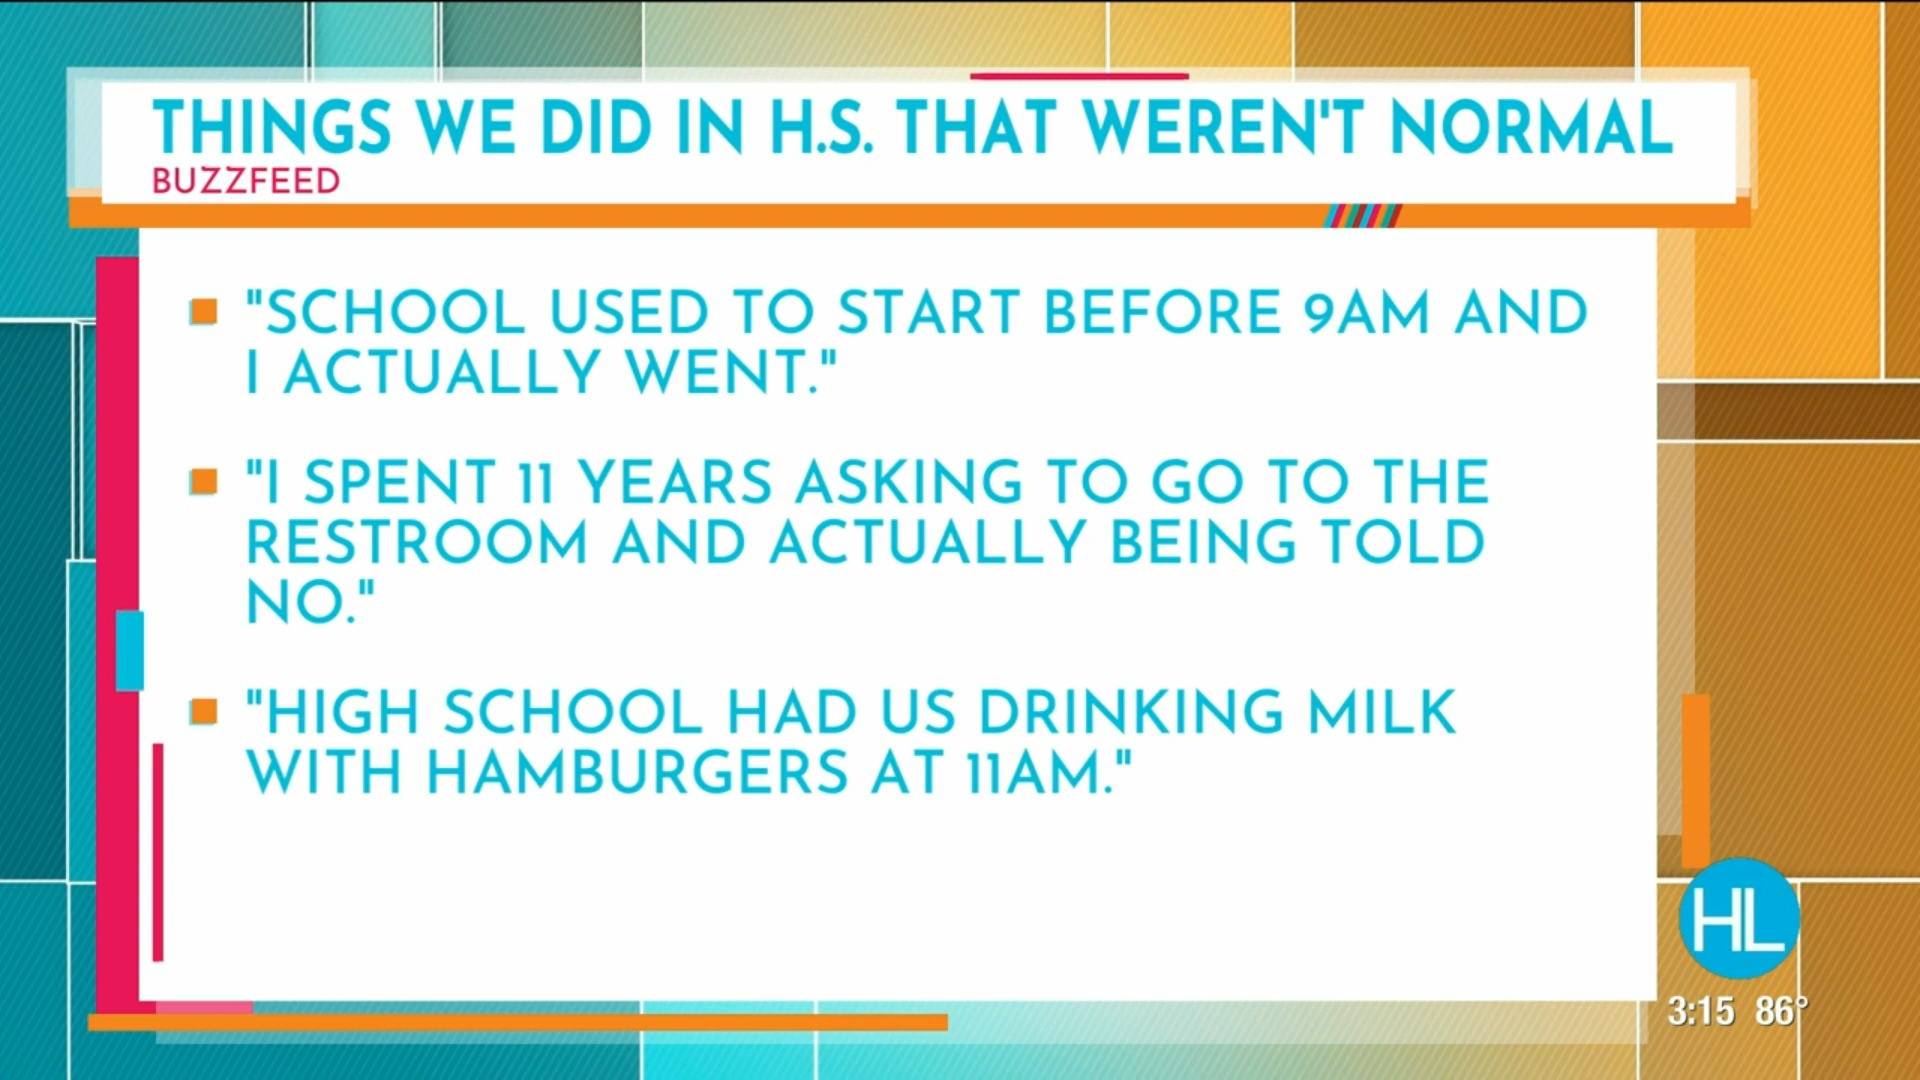 THINGS WE DID IN H.S. THAT WEREN'T NORMAL
BUZZFEED
"SCHOOL USED TO START BEFORE 9AM AND
I ACTUALLY WENT."
"I SPENT 11 YEARS ASKING TO GO TO THE
RESTROOM AND ACTUALLY BEING TOLD
NO."
"HIGH SCHOOL HAD US DRINKING MILK
WITH HAMBURGERS AT 11AM."
HL
3:15 86°